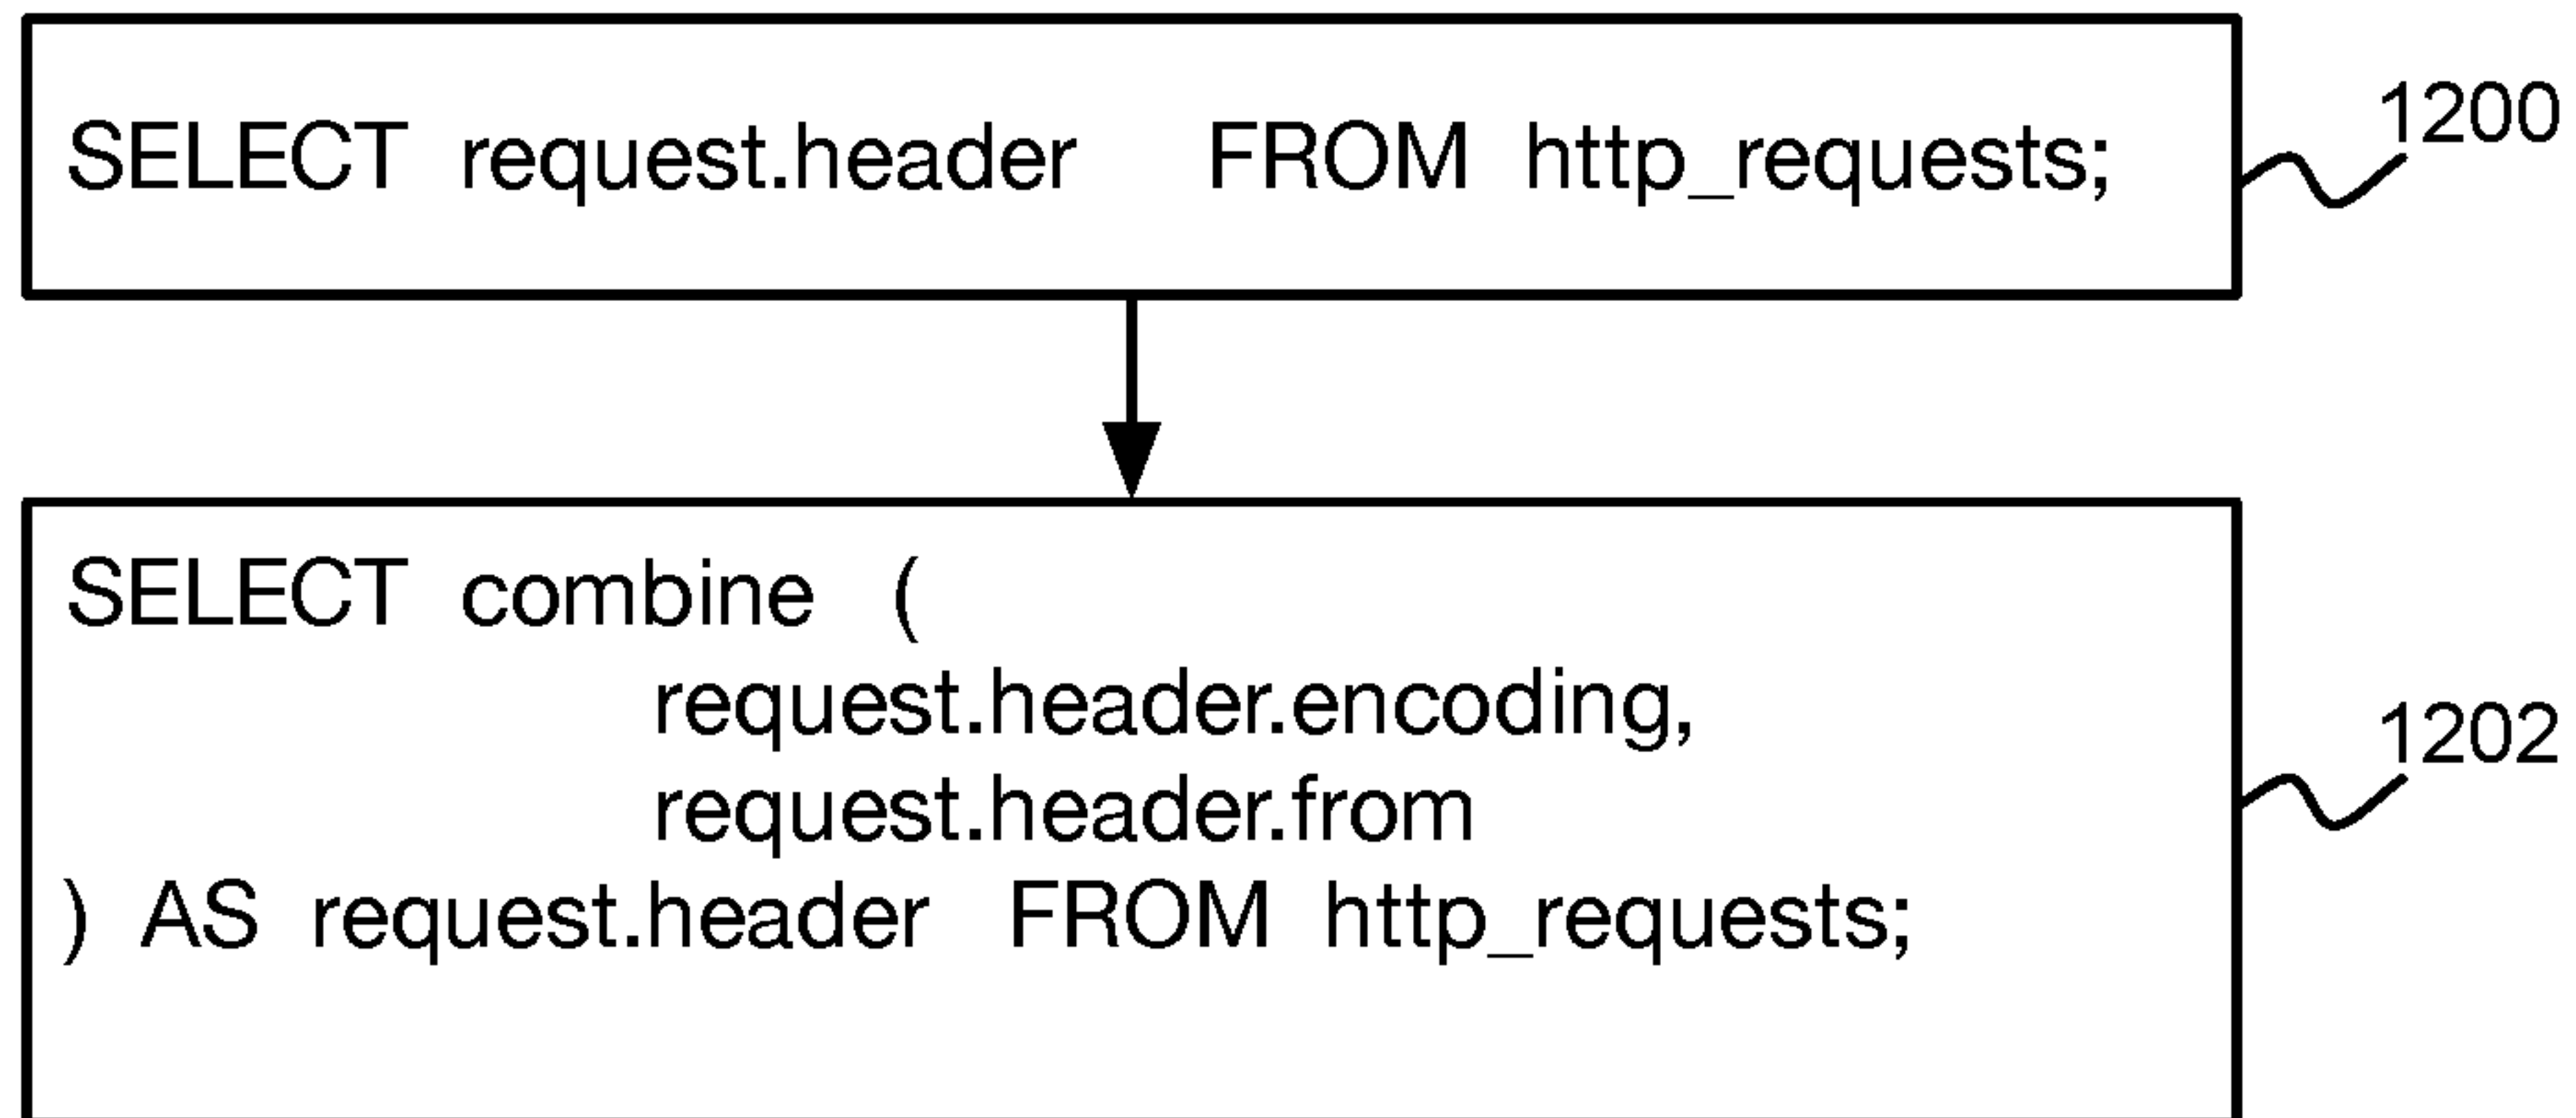 SELECT request.header FROM http_requests;
1200
SELECT combine (
request.header.encoding,
request.header.from
) AS request.header FROM http_requests;
1202